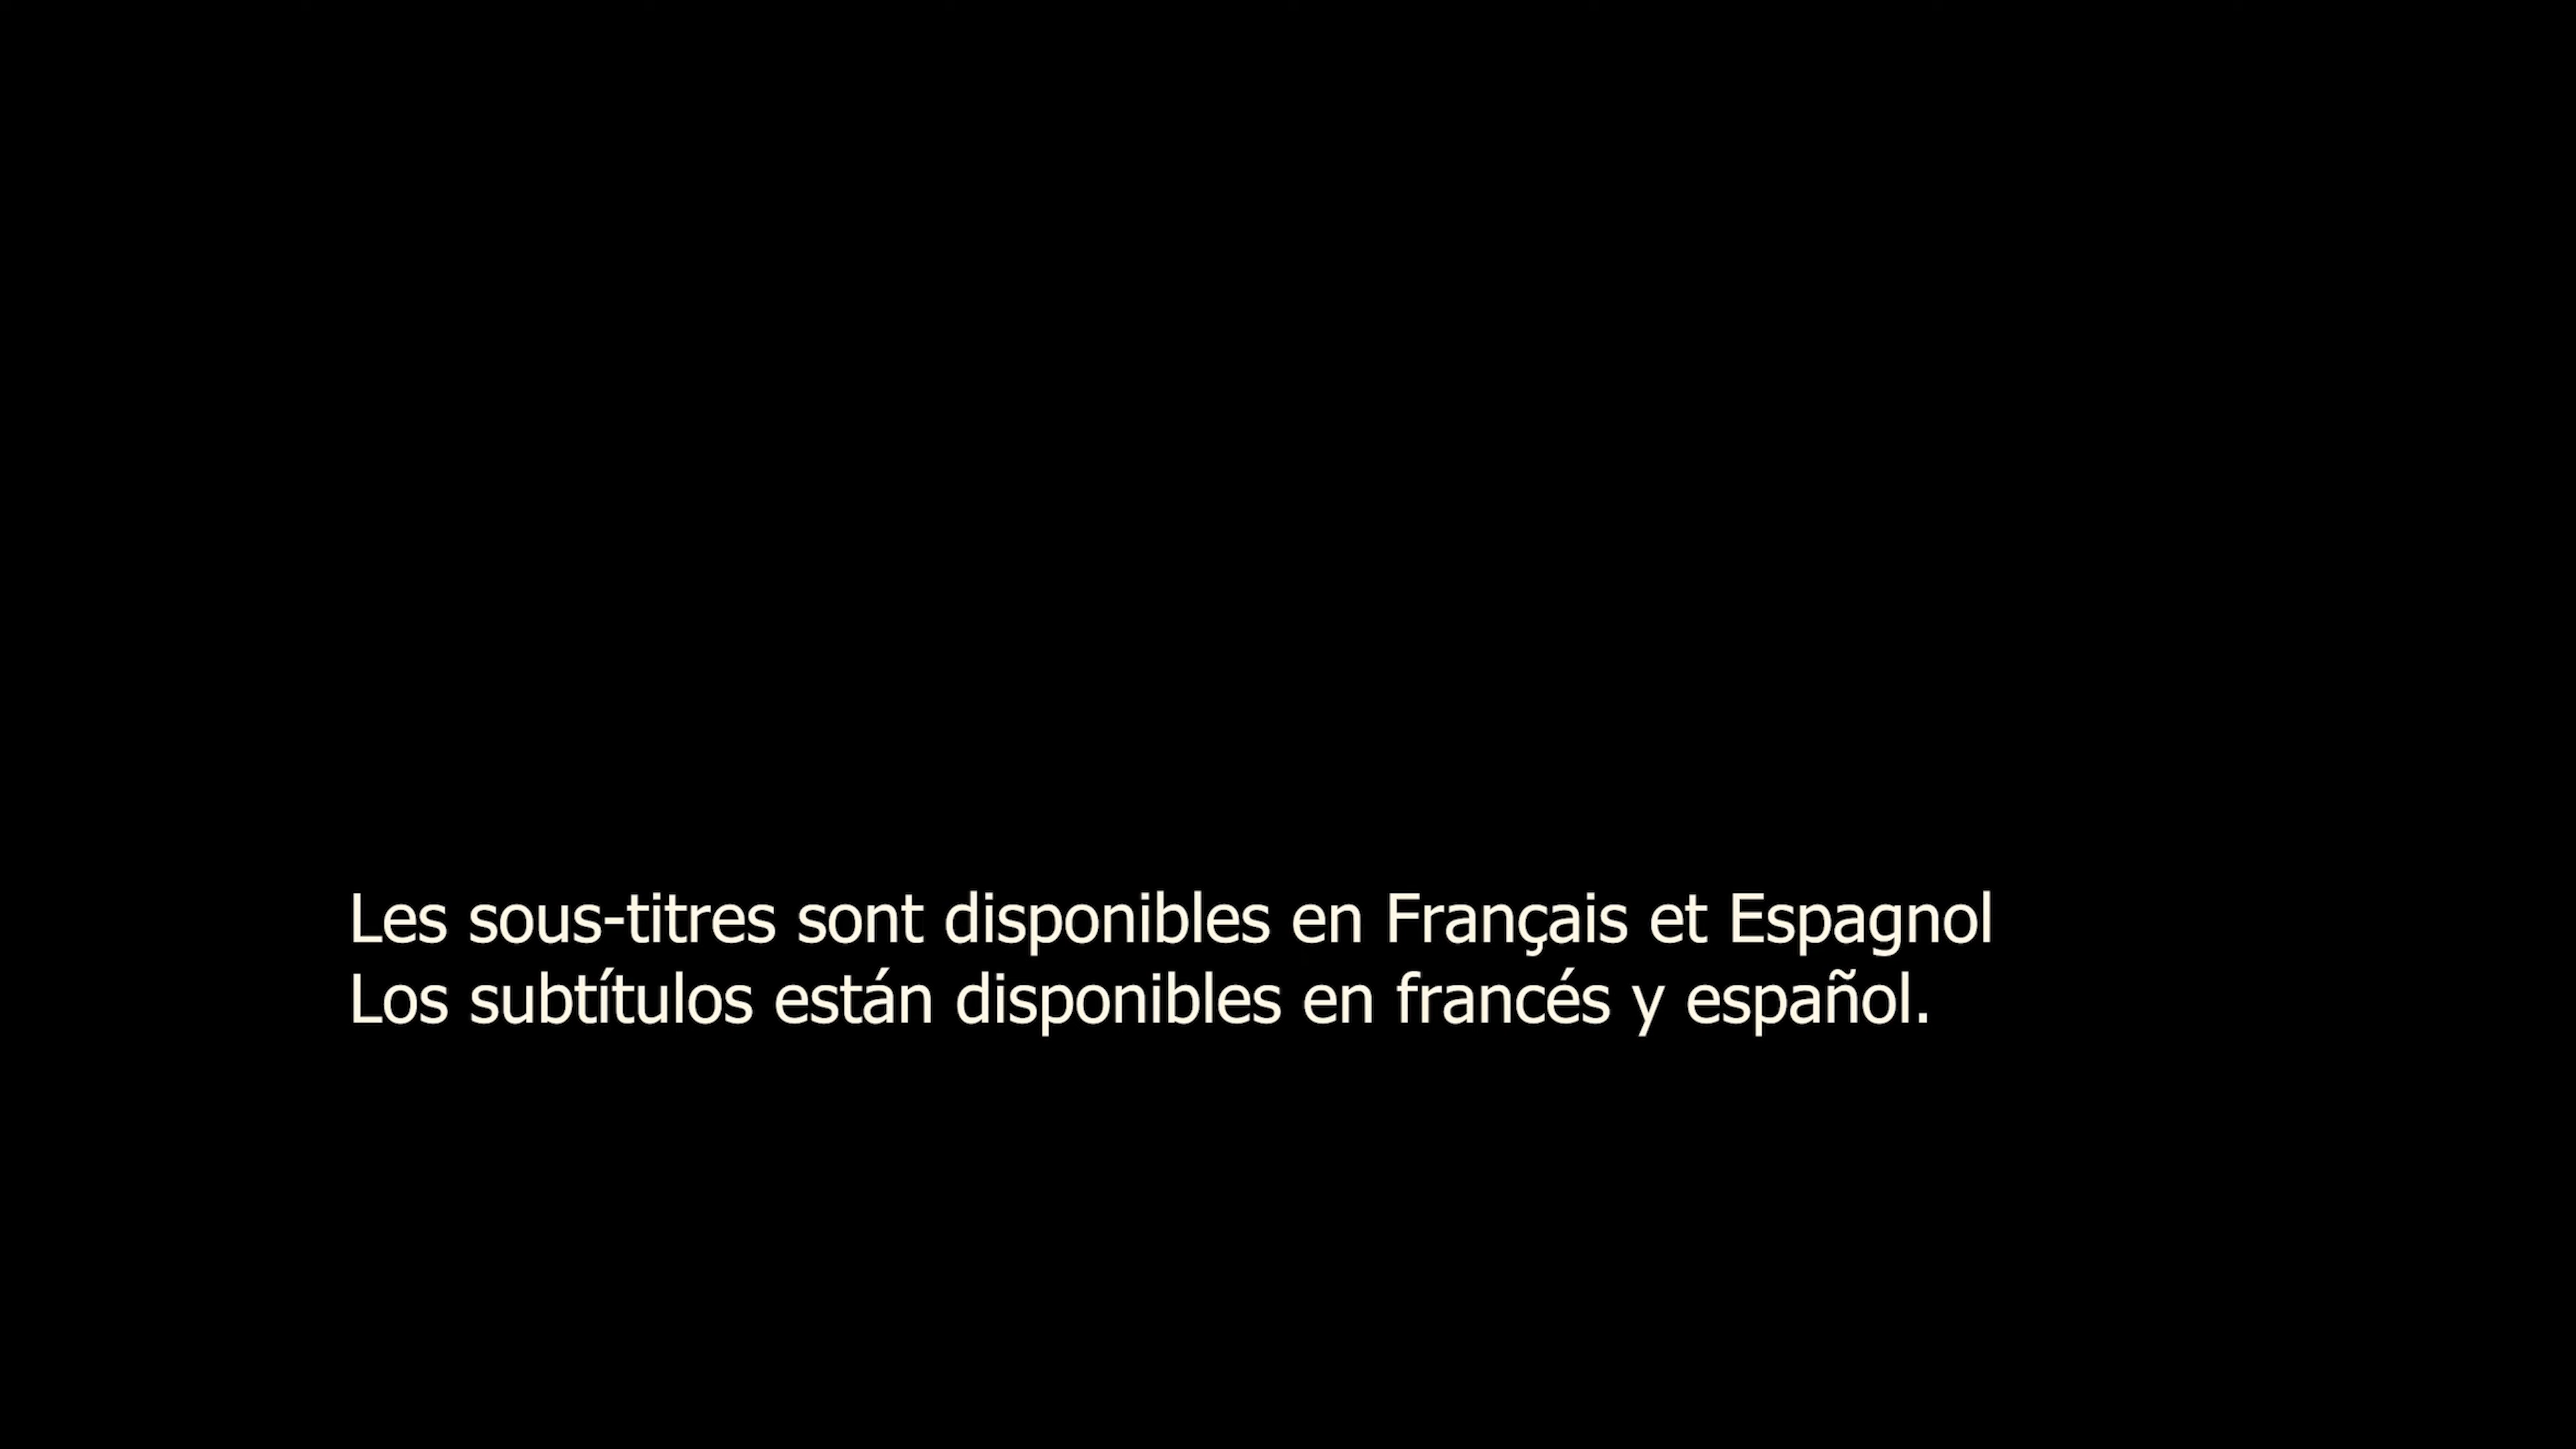 Les sous-titres sont disponibles en Français et Espagnol
Los subtítulos están disponibles en francés y español.